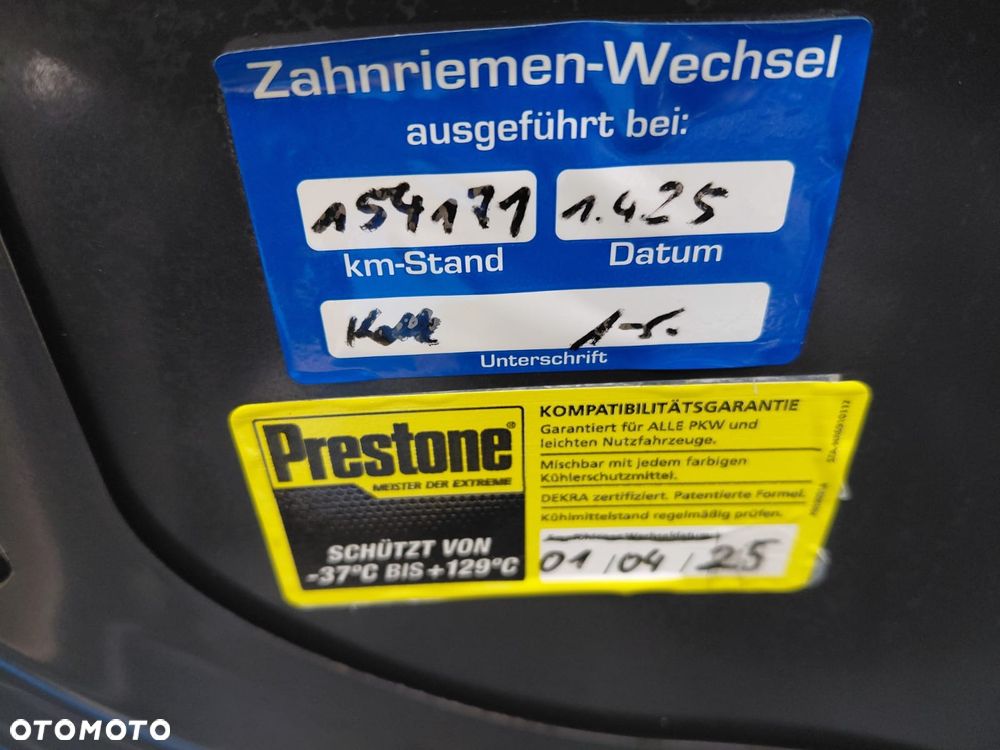 Zahnriemen-Wechsel
ausgeführt bei:
154171 1.4.25
km-Stand Datum
Unterschrift
Prestone®
MEISTER DER EXTREME
SCHÜTZT VON
-37°C BIS +129°C
KOMPATIBILITÄTSGARANTIE
Garantiert für ALLE PKW und
leichten Nutzfahrzeuge.
Mischbar mit jedem farbigen
Kühlerschutzmittel.
DEKRA zertifiziert. Patentierte Formel.
Kühlmittelstand regelmäßig prüfen.
01/04/25
OTOMOTO